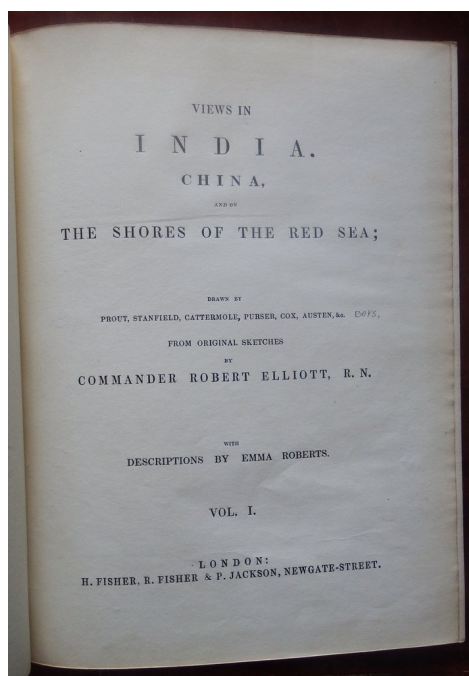 VIEWS IN
INDIA.
CHINA,
AND ON
THE SHORES OF THE RED SEA;
DRAWN BY
PROUT, STANFIELD, CATTERMOLE, PURSER, COX, AUSTEN, &c. BOYS,
FROM ORIGINAL SKETCHES
BY
COMMANDER ROBERT ELLIOTT, R. N.
WITH
DESCRIPTIONS BY EMMA ROBERTS.
VOL. I.
LONDON:
H. FISHER, R. FISHER & P. JACKSON, NEWGATE-STREET.